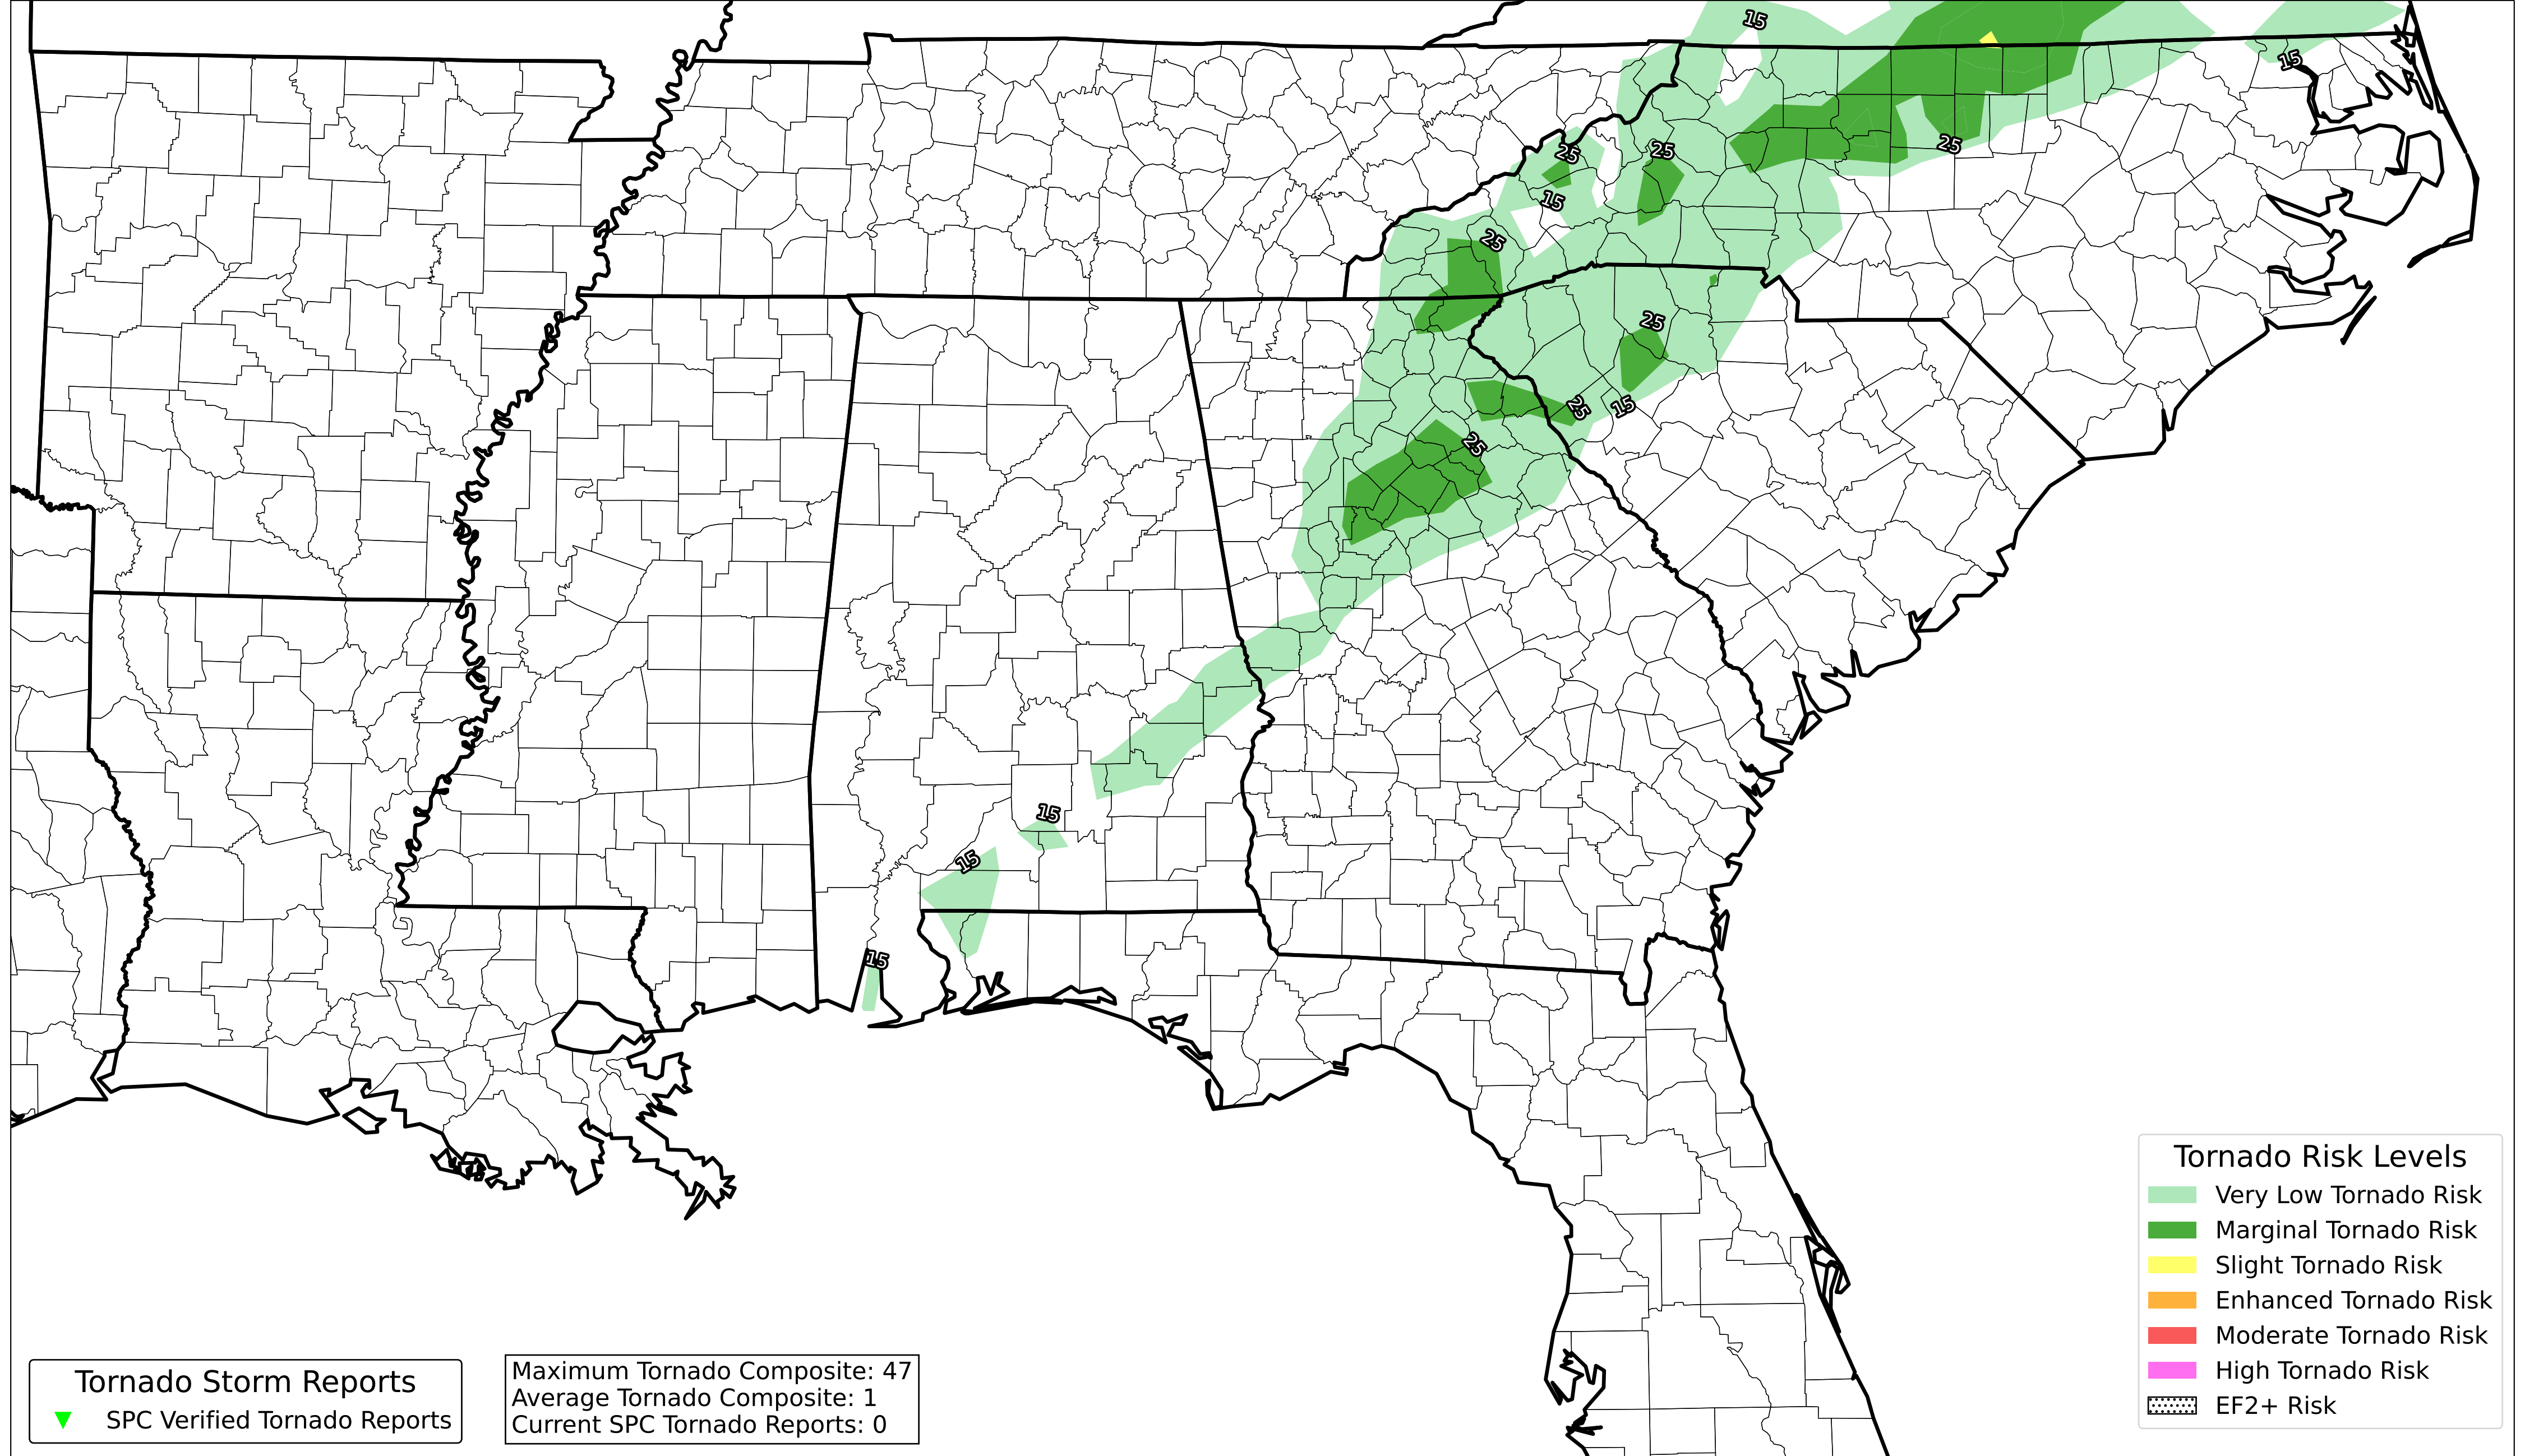 15
15
25
25
25
15
25
25
25
15
25
15
15
15
Tornado Risk Levels
Very Low Tornado Risk
Marginal Tornado Risk
Slight Tornado Risk
Enhanced Tornado Risk
Moderate Tornado Risk
High Tornado Risk
EF2+ Risk
Tornado Storm Reports
SPC Verified Tornado Reports
Maximum Tornado Composite: 47
Average Tornado Composite: 1
Current SPC Tornado Reports: 0